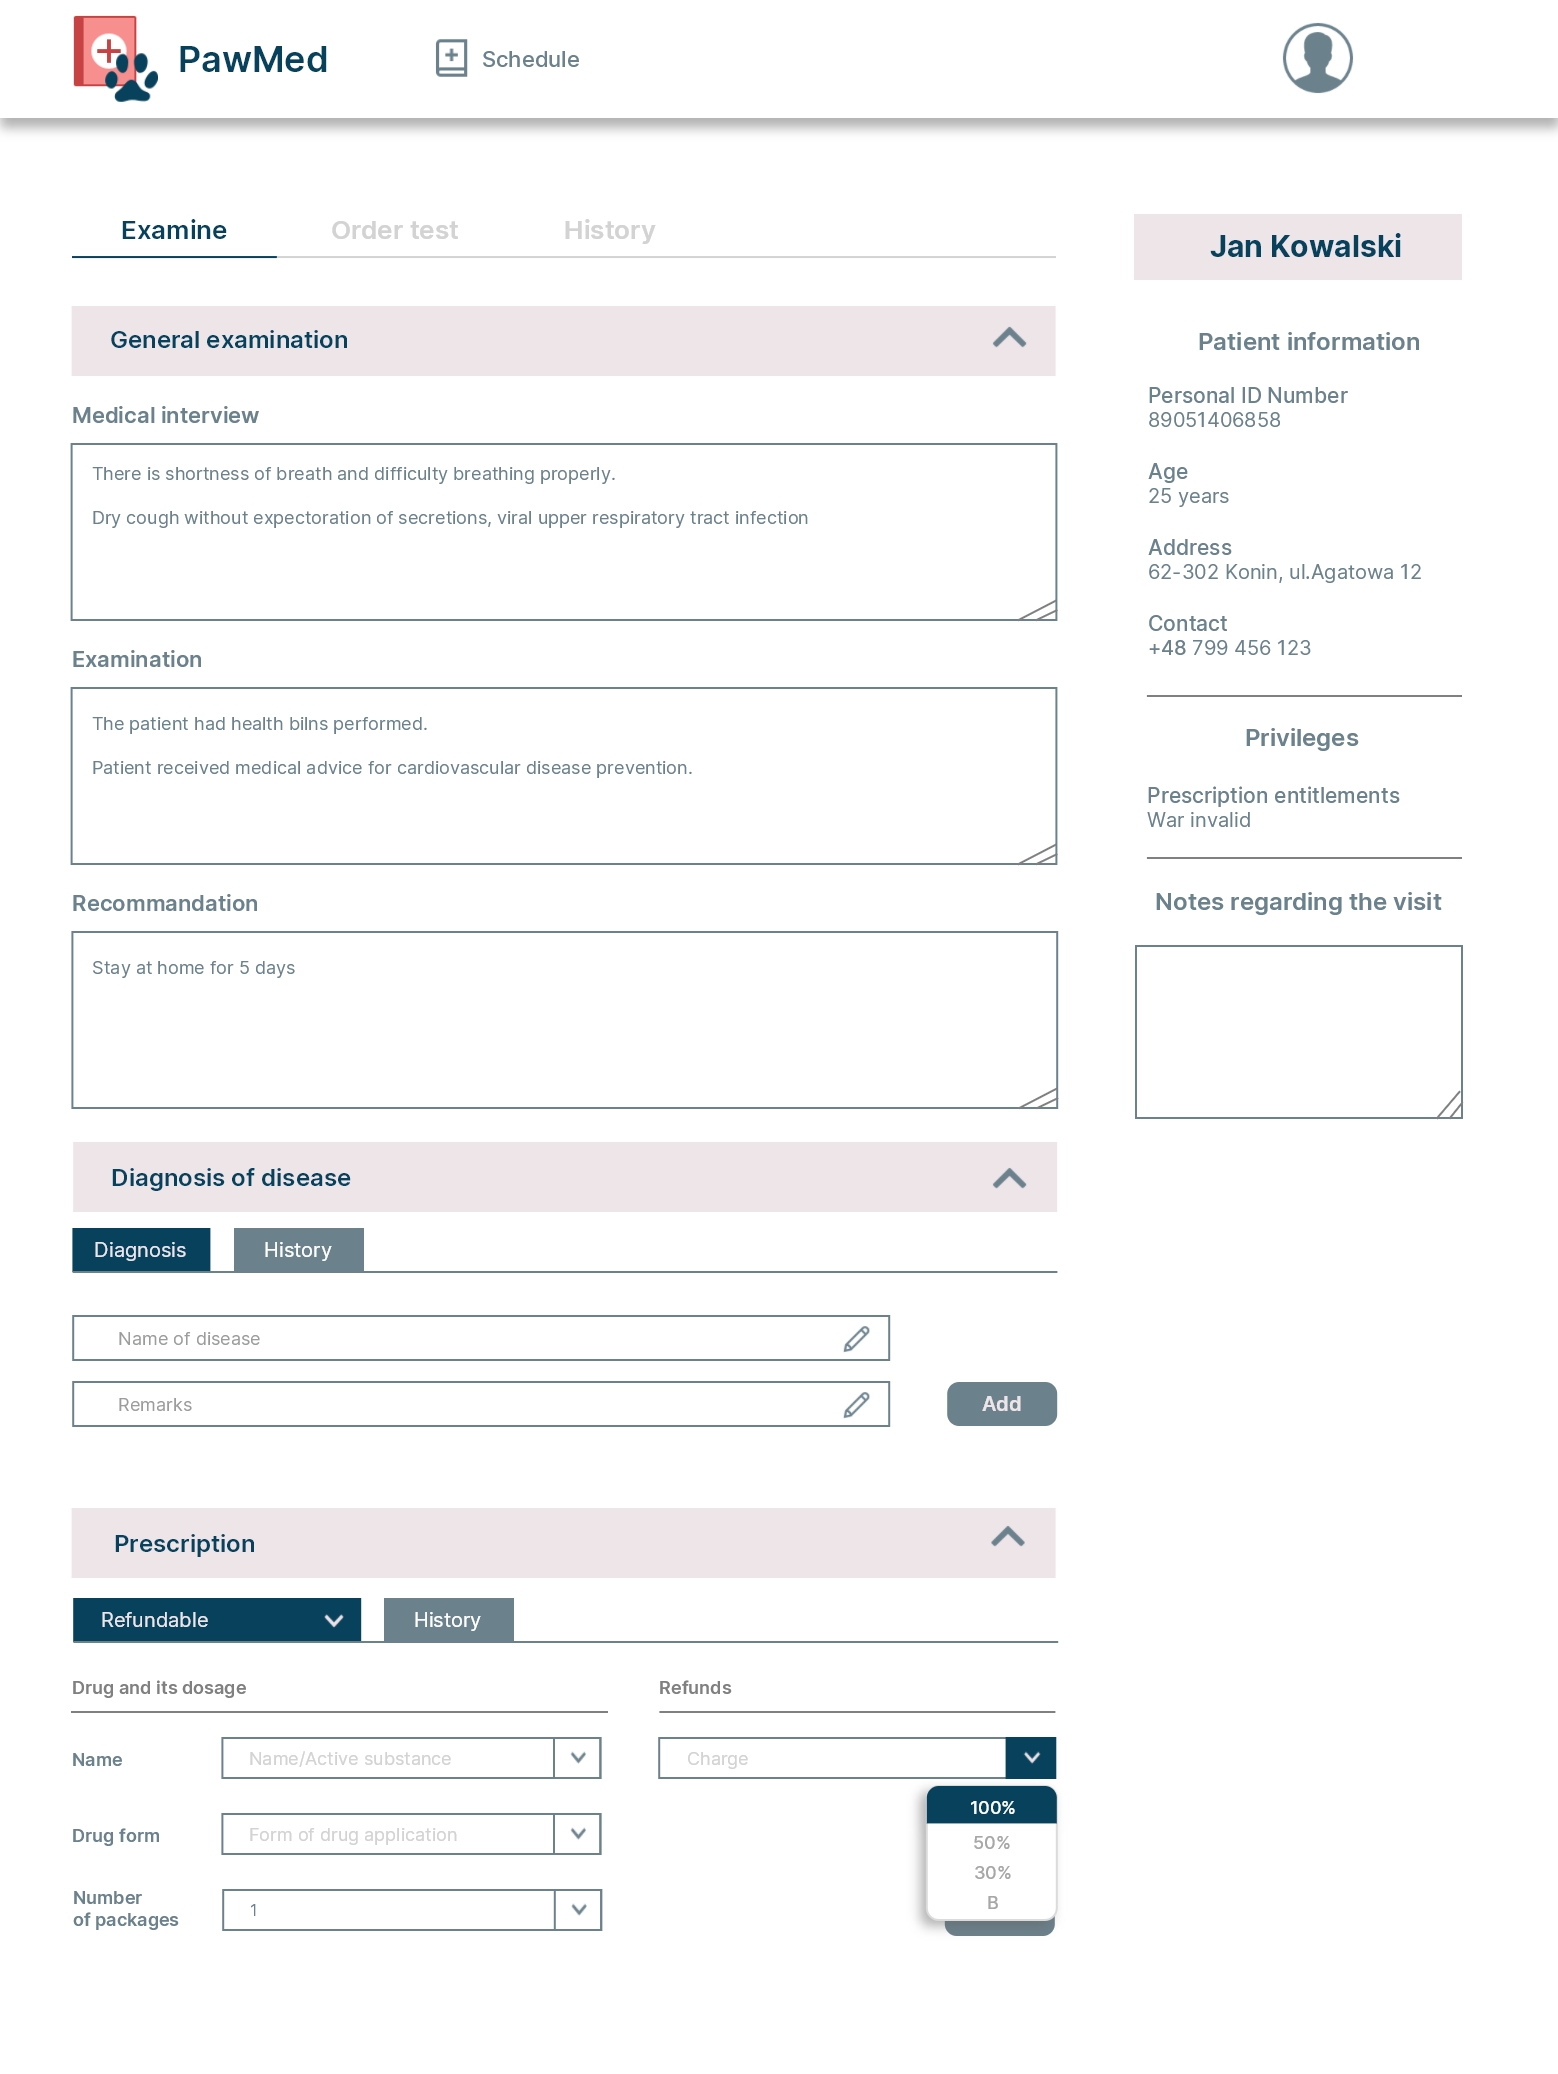 PawMed
Schedule
Examine
Order test
History
General examination
Medical interview
There is shortness of breath and difficulty breathing properly.
Dry cough without expectoration of secretions, viral upper respiratory tract infection
Examination
The patient had health bilns performed.
Patient received medical advice for cardiovascular disease prevention.
Recommandation
Stay at home for 5 days
Diagnosis of disease
Diagnosis
History
Name of disease
Remarks
Add
Prescription
Refundable
History
Drug and its dosage
Name
Name/Active substance
Drug form
Form of drug application
Number
of packages
1
Refunds
Charge
100%
50%
30%
B
Jan Kowalski
Patient information
Personal ID Number
89051406858
Age
25 years
Address
62-302 Konin, ul.Agatowa 12
Contact
+48 799 456 123
Privileges
Prescription entitlements
War invalid
Notes regarding the visit